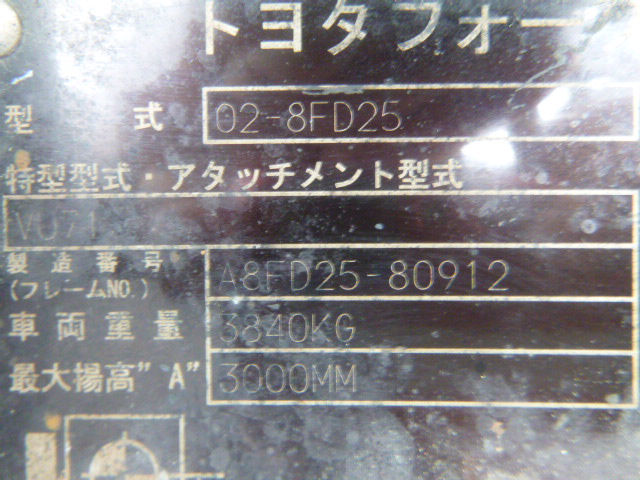 トヨタフォー
型 式 02-8FD25
特型型式・アタッチメント型式
VU71
製造番号 A8FD25-80912
(フレームNO.)
車両重量 3840KG
最大揚高"A" 3000MM